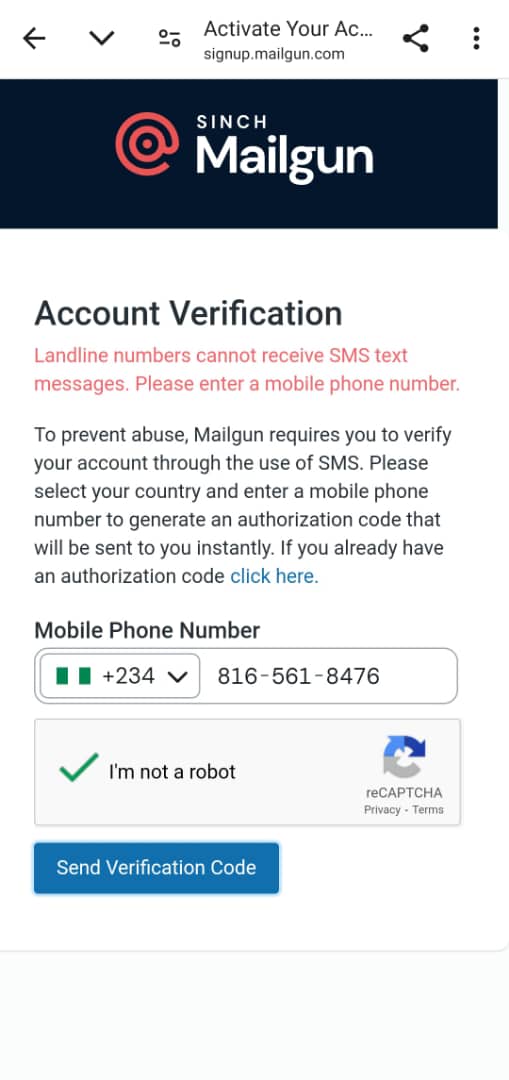 Activate Your Ac...
signup.mailgun.com
SINCH
Mailgun
Account Verification
Landline numbers cannot receive SMS text
messages. Please enter a mobile phone number.
To prevent abuse, Mailgun requires you to verify
your account through the use of SMS. Please
select your country and enter a mobile phone
number to generate an authorization code that
will be sent to you instantly. If you already have
an authorization code click here.
Mobile Phone Number
+234 816-561-8476
I'm not a robot
reCAPTCHA
Privacy - Terms
Send Verification Code